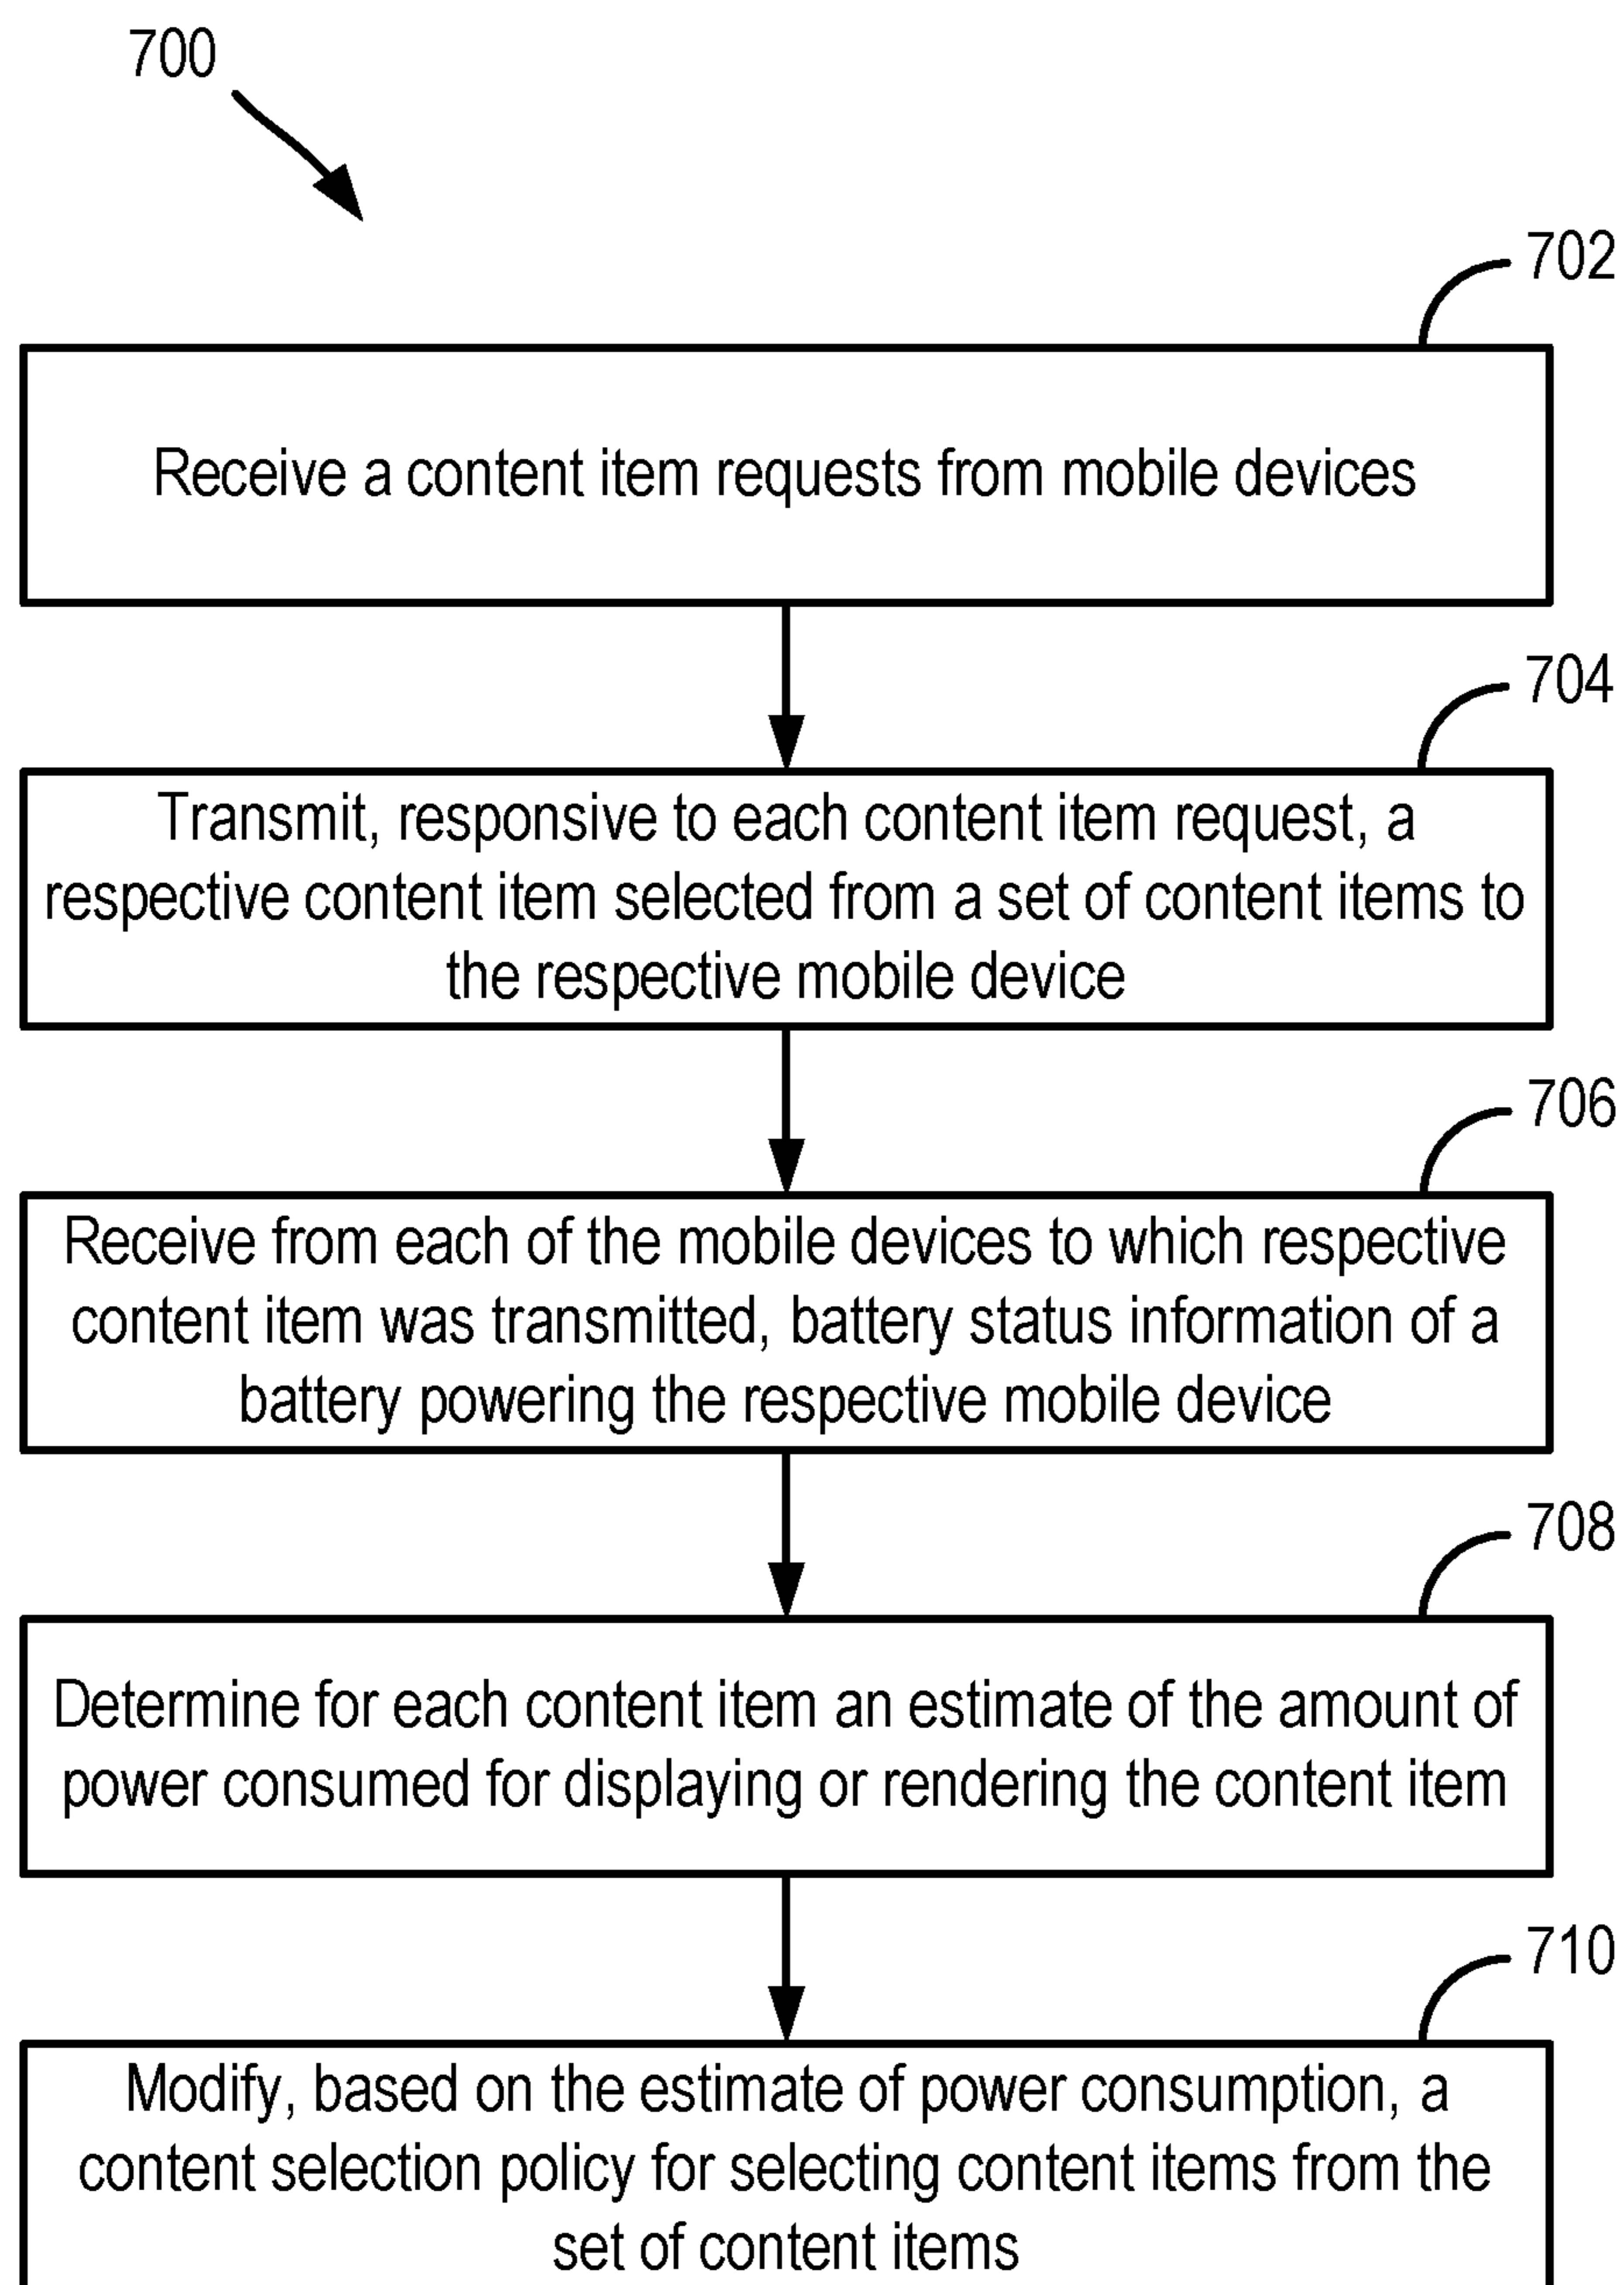 700
702
Receive a content item requests from mobile devices
704
Transmit, responsive to each content item request, a
respective content item selected from a set of content items to
the respective mobile device
706
Receive from each of the mobile devices to which respective
content item was transmitted, battery status information of a
battery powering the respective mobile device
708
Determine for each content item an estimate of the amount of
power consumed for displaying or rendering the content item
710
Modify, based on the estimate of power consumption, a
content selection policy for selecting content items from the
set of content items